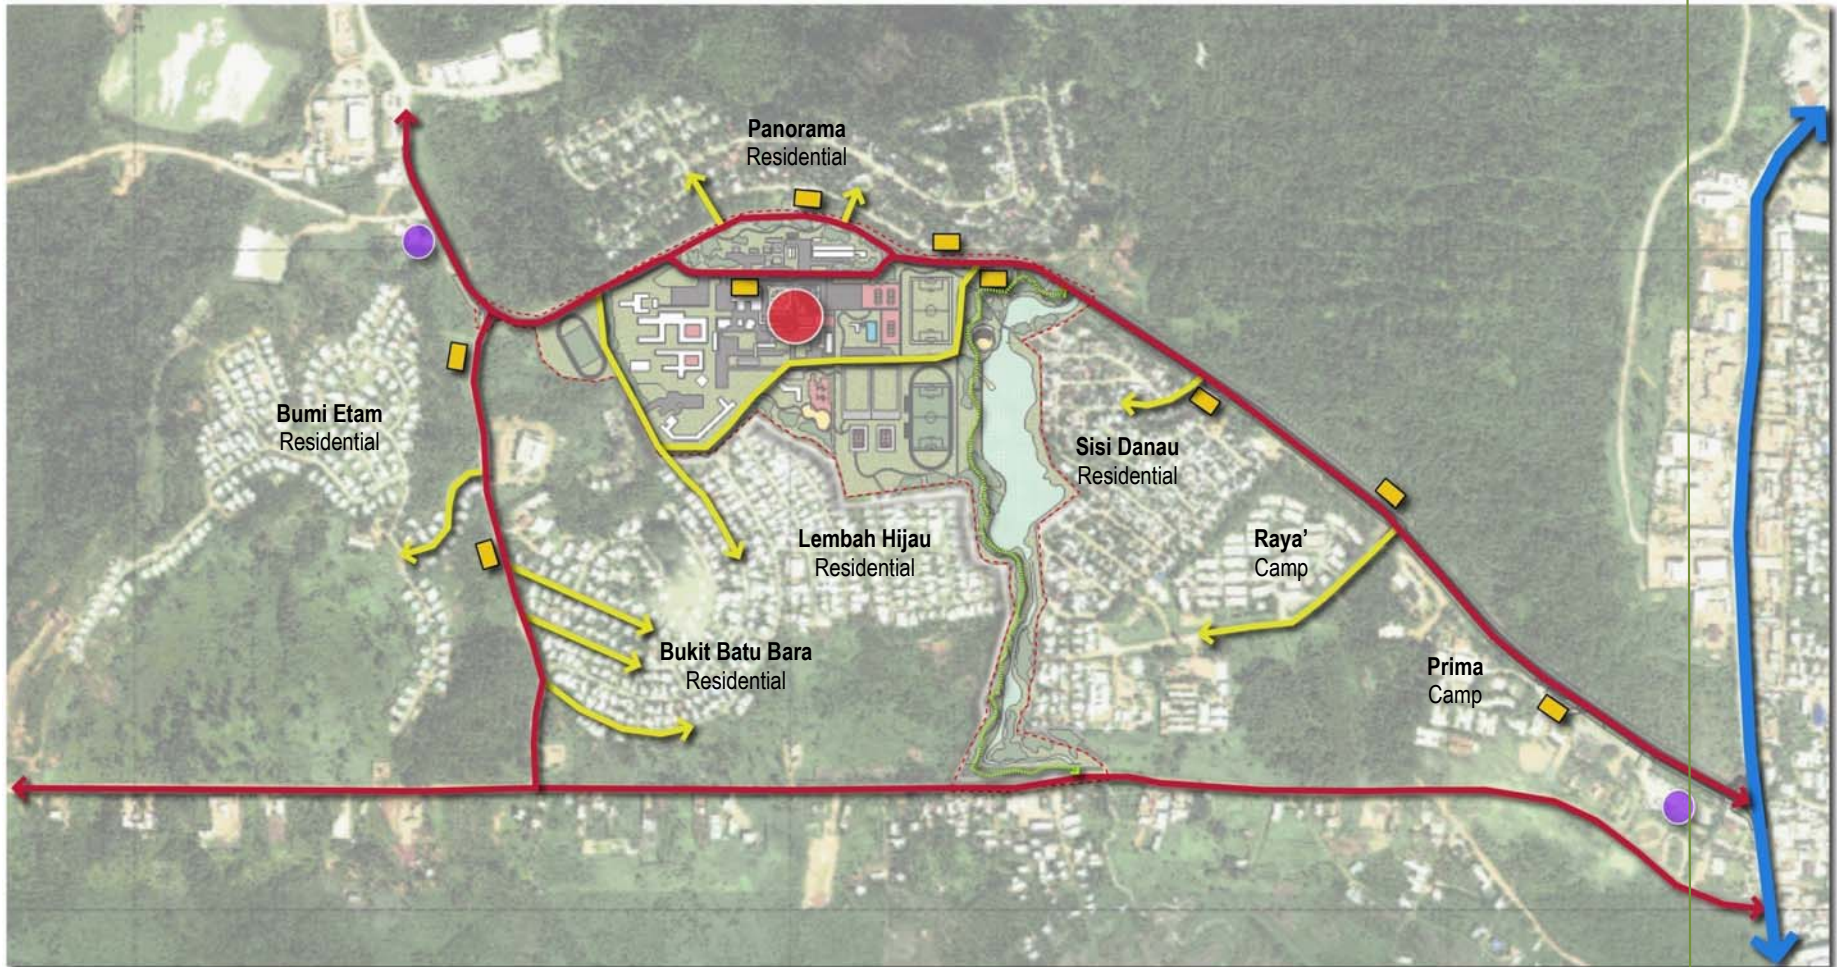 Panorama
Residential
Bumi Etam
Residential
Sisi Danau
Residential
Lembah Hijau
Residential
Raya’
Camp
Bukit Batu Bara
Residential
Prima
Camp